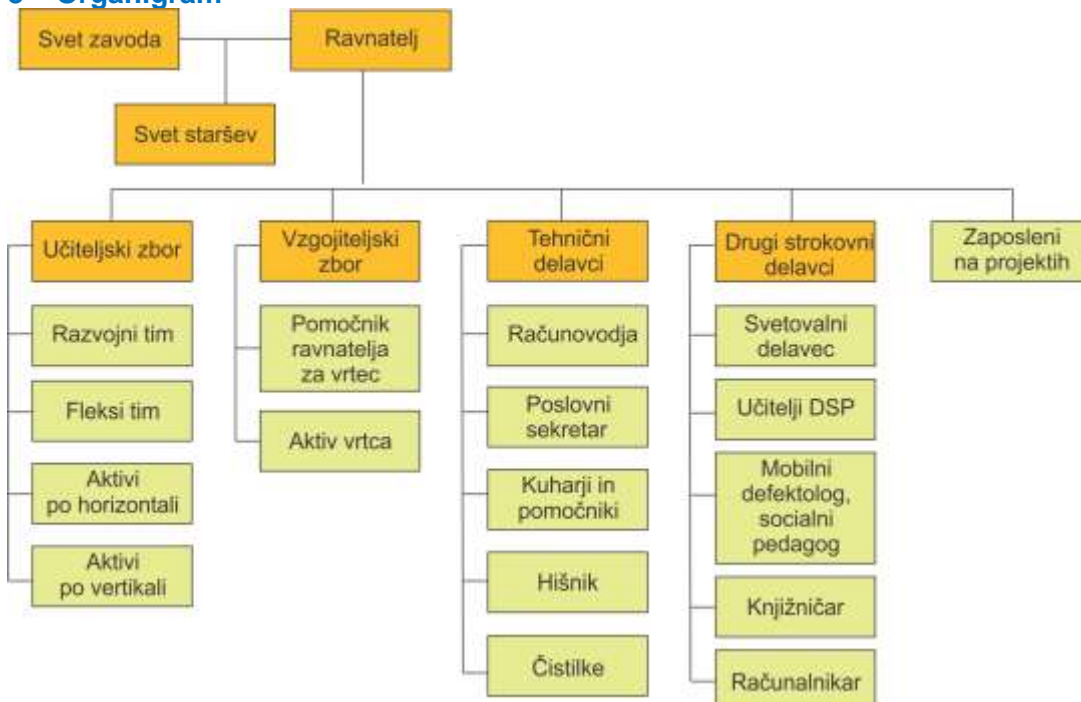 Organigram
Svet zavoda
Ravnatelj
Svet staršev
Učiteljski zbor
Razvojni tim
Fleksi tim
Aktivi
po horizontali
Aktivi
po vertikali
Vzgojiteljski
zbor
Pomočnik
ravnatelja
za vrtec
Aktiv vrtca
Tehnični
delavci
Računovodja
Poslovni
sekretar
Kuharji in
pomočniki
Hišnik
Čistilke
Drugi strokovni
delavci
Svetovalni
delavec
Učitelji DSP
Mobilni
defektolog,
socialni
pedagog
Knjižničar
Računalnikar
Zaposleni
na projektih